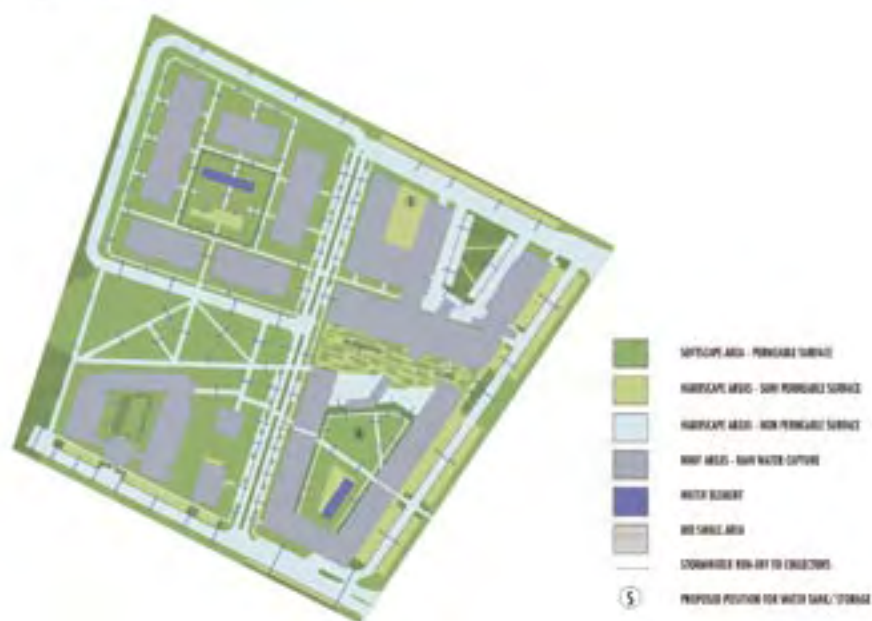 SOFTSCAPE AREA - PERMEABLE SURFACE
HARDSCAPE AREAS - SEMI PERMEABLE SURFACE
HARDSCAPE AREAS - NON PERMEABLE SURFACE
ROOF AREAS - RAIN WATER CAPTURE
WATER ELEMENT
AREA
STORMWATER RUN-OFF TO COLLECTORS
S PROPOSED POSITION FOR WATER TANK/ STORAGE